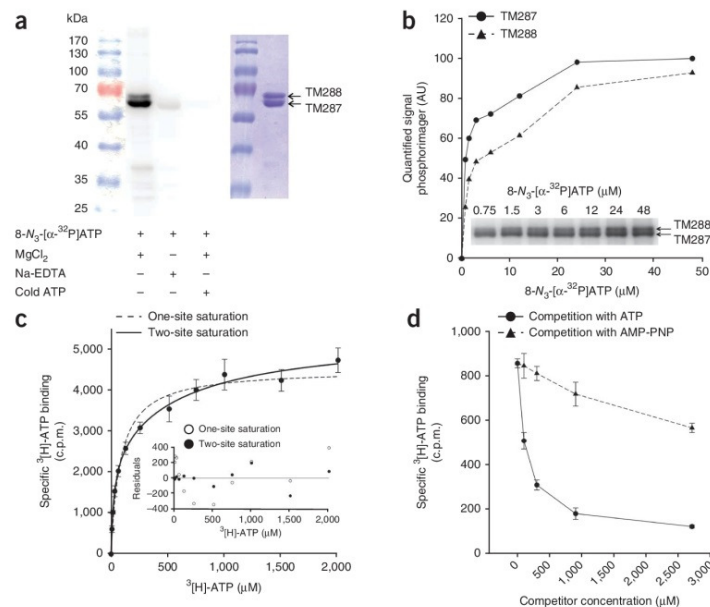 a
kDa
170
130
100
70
55
40
35
25
TM288
TM287
8-N₃-[α-³²P]ATP + + +
MgCl₂ + – +
Na-EDTA – + –
Cold ATP – – +
b
TM287
TM288
Quantified signal
phosphorimager (AU)
120
100
80
60
40
20
0
8-N₃-[α-³²P]ATP (μM)
0.75 1.5 3 6 12 24 48
TM288
TM287
0 10 20 30 40 50
8-N₃-[α-³²P]ATP (μM)
c
One-site saturation
Two-site saturation
Specific ³[H]-ATP binding
(c.p.m.)
5,000
4,000
3,000
2,000
1,000
0
One-site saturation
Two-site saturation
Residuals
400
200
0
−200
−400
0 500 1,000 1,500 2,000
³[H]-ATP (μM)
0 500 1,000 1,500 2,000
³[H]-ATP (μM)
d
Competition with ATP
Competition with AMP-PNP
Specific ³[H]-ATP binding
(c.p.m.)
1,000
800
600
400
200
0
0 500 1,000 1,500 2,000 2,500 3,000
Competitor concentration (μM)